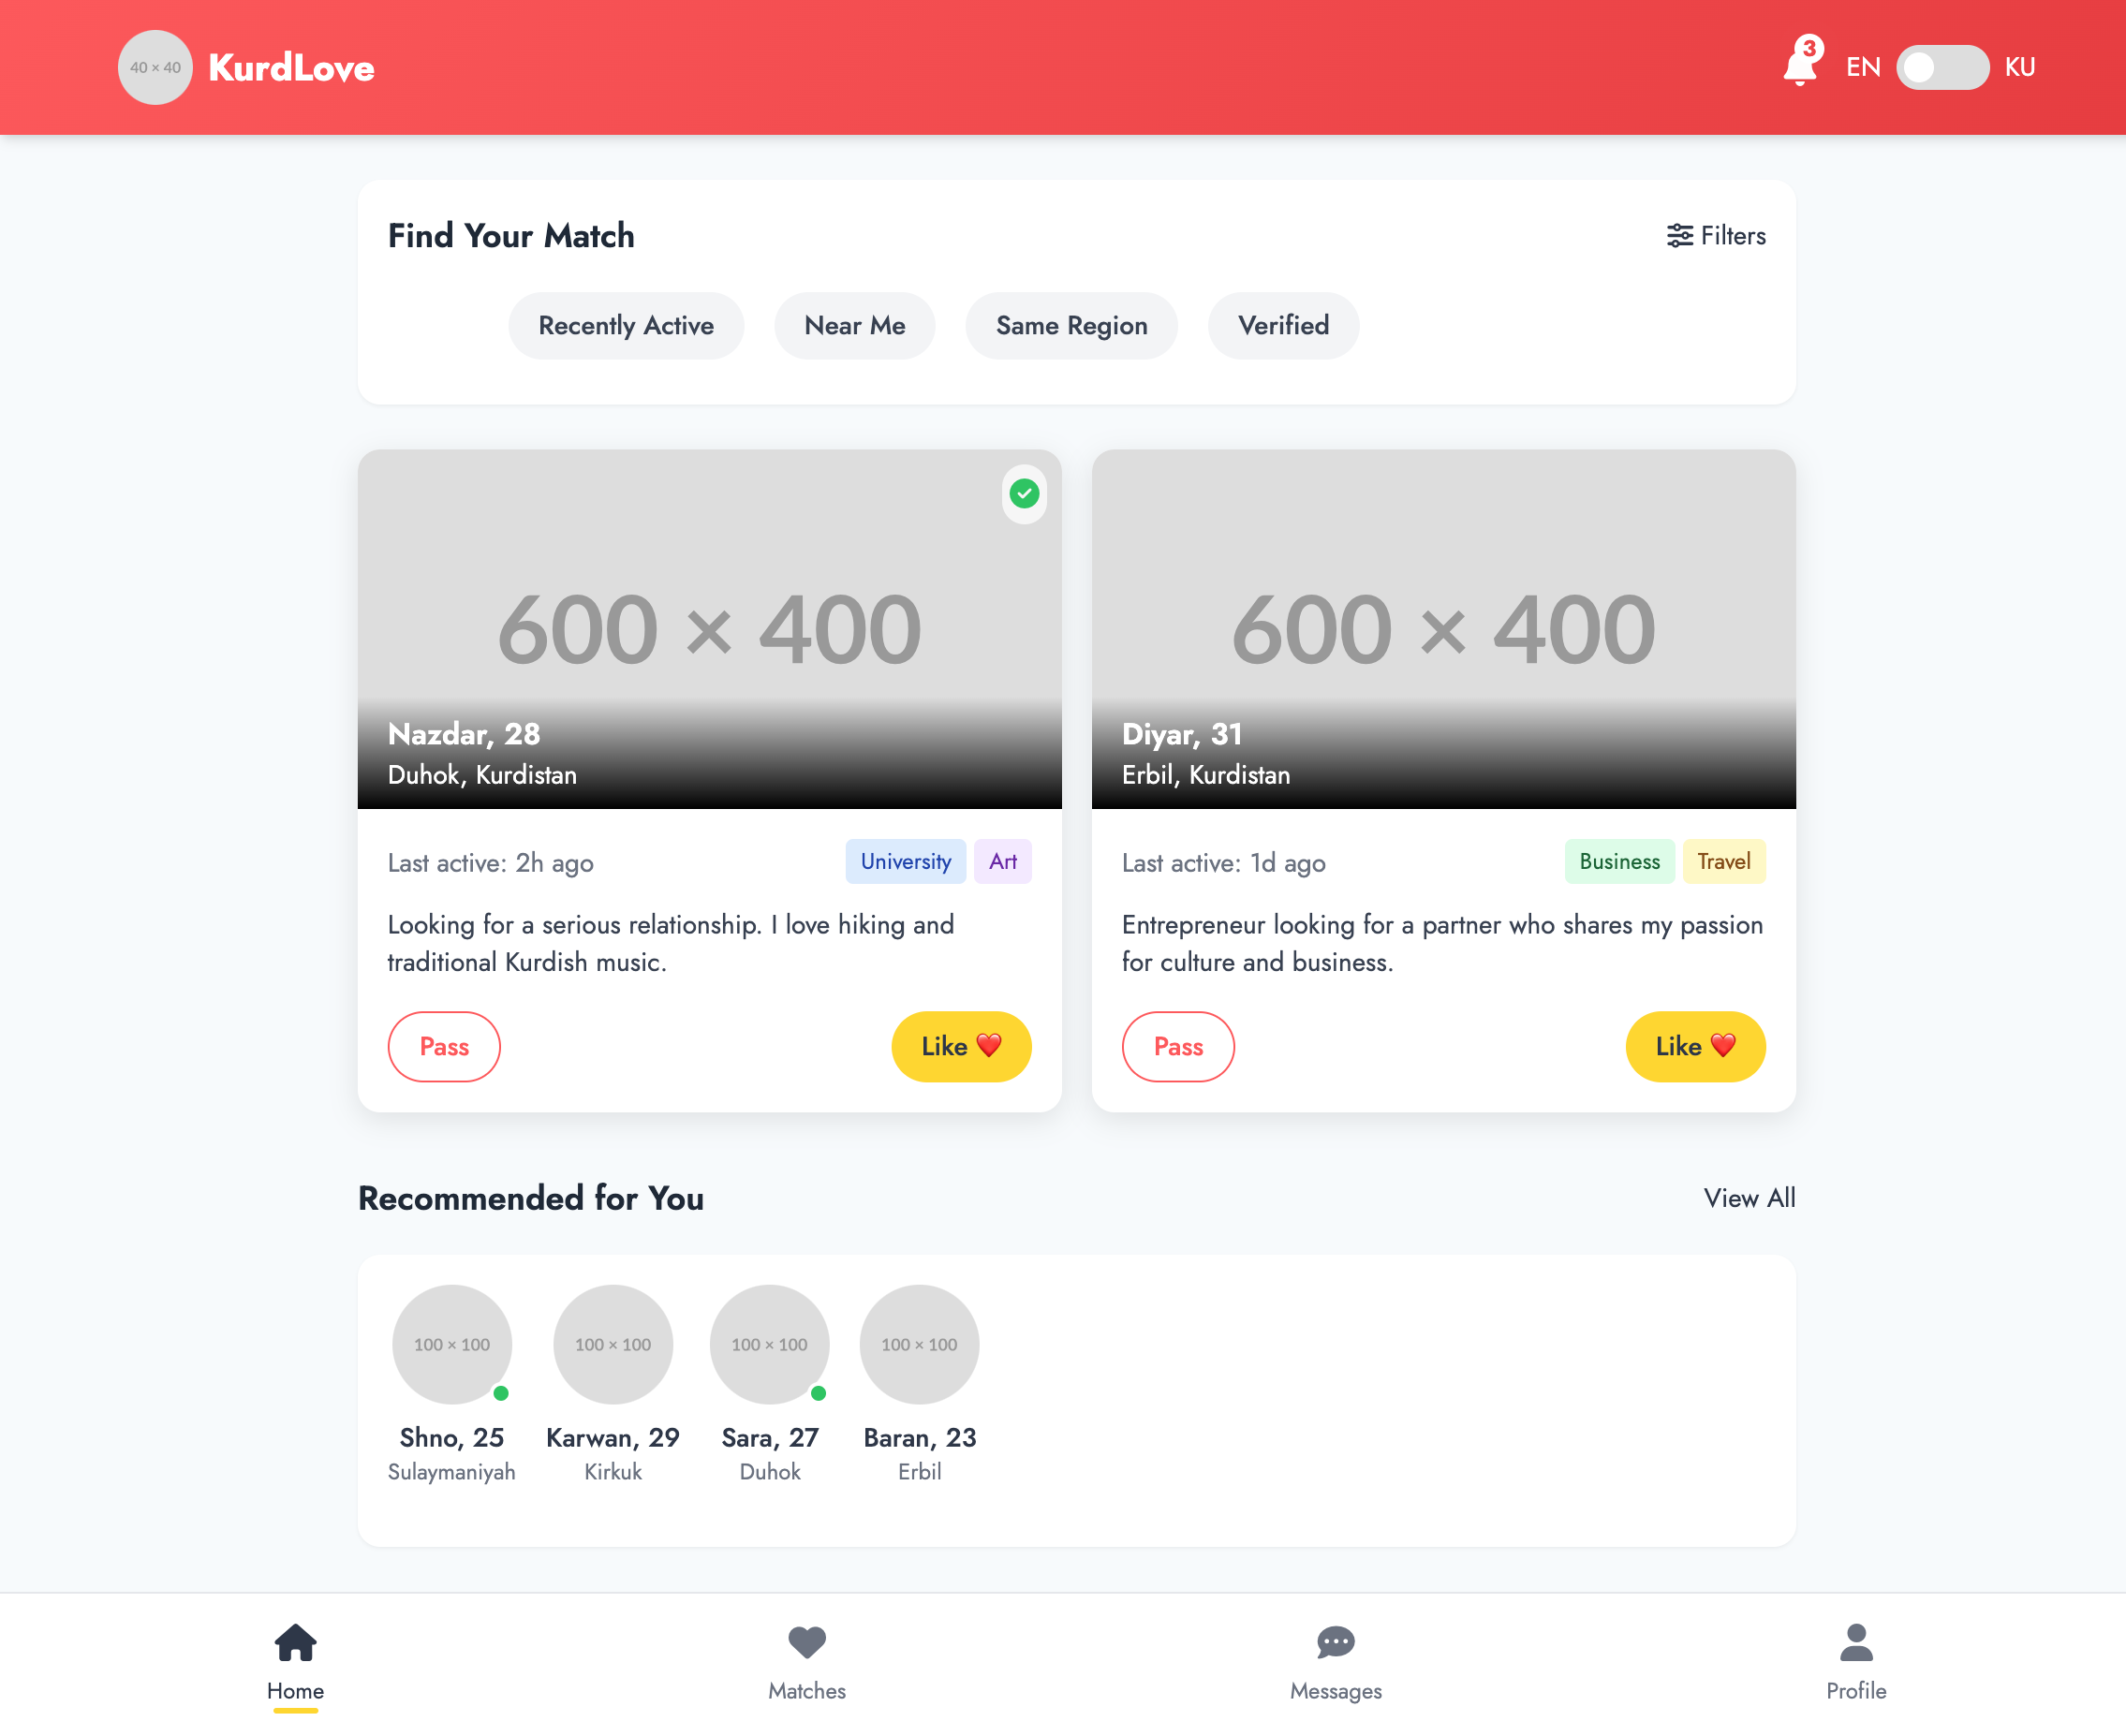 40 × 40
KurdLove
3
EN
KU
Find Your Match
Filters
Recently Active
Near Me
Same Region
Verified
600 × 400
Nazdar, 28
Duhok, Kurdistan
Last active: 2h ago
University
Art
Looking for a serious relationship. I love hiking and
traditional Kurdish music.
Pass
Like ❤️
600 × 400
Diyar, 31
Erbil, Kurdistan
Last active: 1d ago
Business
Travel
Entrepreneur looking for a partner who shares my passion
for culture and business.
Pass
Like ❤️
Recommended for You
View All
100 × 100
Shno, 25
Sulaymaniyah
100 × 100
Karwan, 29
Kirkuk
100 × 100
Sara, 27
Duhok
100 × 100
Baran, 23
Erbil
Home
Matches
Messages
Profile